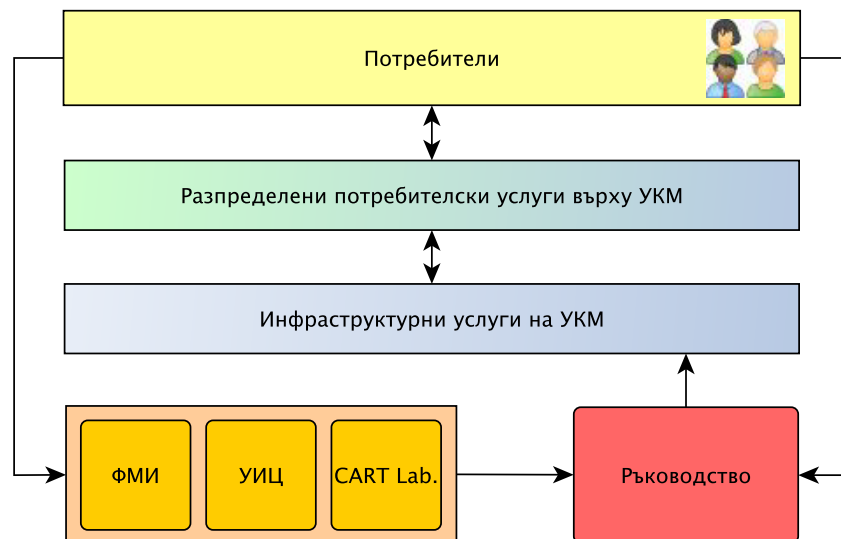 Потребители
Разпределени потребителски услуги върху УКМ
Инфраструктурни услуги на УКМ
ФМИ
УИЦ
CART Lab.
Ръководство